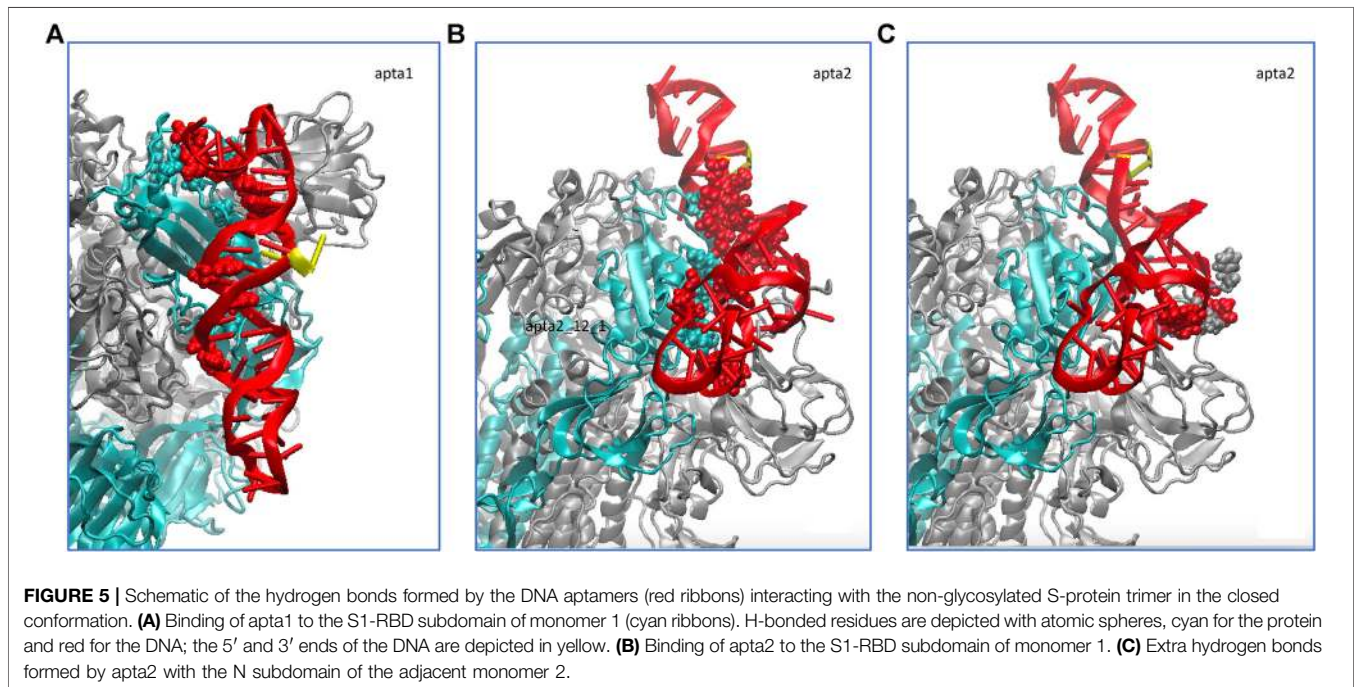 A
B
C
apta1
apta2
apta2
apta2_12_1
FIGURE 5 | Schematic of the hydrogen bonds formed by the DNA aptamers (red ribbons) interacting with the non-glycosylated S-protein trimer in the closed
conformation. (A) Binding of apta1 to the S1-RBD subdomain of monomer 1 (cyan ribbons). H-bonded residues are depicted with atomic spheres, cyan for the protein
and red for the DNA; the 5′ and 3′ ends of the DNA are depicted in yellow. (B) Binding of apta2 to the S1-RBD subdomain of monomer 1. (C) Extra hydrogen bonds
formed by apta2 with the N subdomain of the adjacent monomer 2.